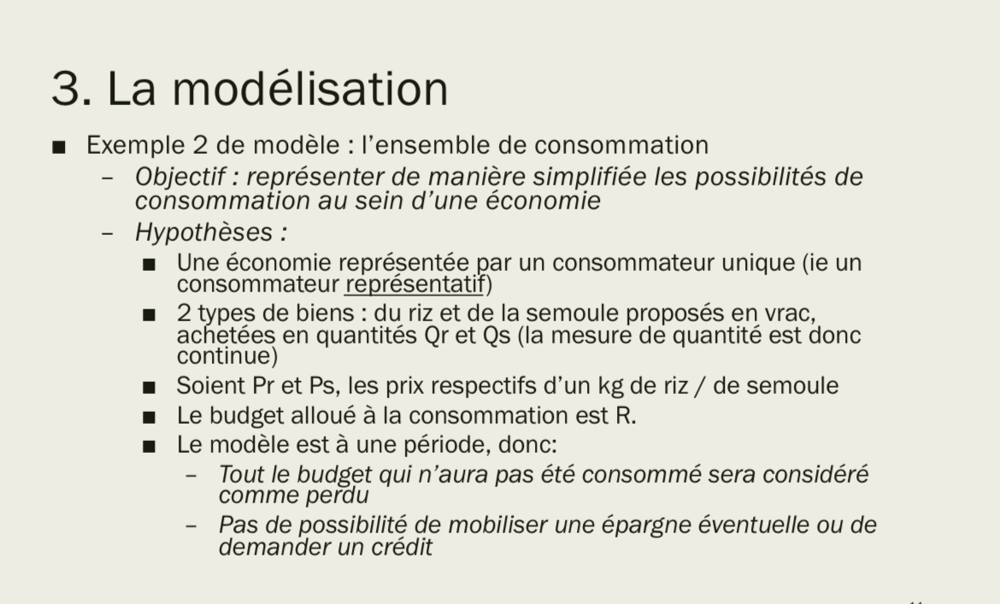 3. La modélisation
■ Exemple 2 de modèle : l’ensemble de consommation
– Objectif : représenter de manière simplifiée les possibilités de
consommation au sein d’une économie
– Hypothèses :
■ Une économie représentée par un consommateur unique (ie un
consommateur représentatif)
■ 2 types de biens : du riz et de la semoule proposés en vrac,
achetées en quantités Qr et Qs (la mesure de quantité est donc
continue)
■ Soient Pr et Ps, les prix respectifs d’un kg de riz / de semoule
■ Le budget alloué à la consommation est R.
■ Le modèle est à une période, donc:
– Tout le budget qui n’aura pas été consommé sera considéré
comme perdu
– Pas de possibilité de mobiliser une épargne éventuelle ou de
demander un crédit